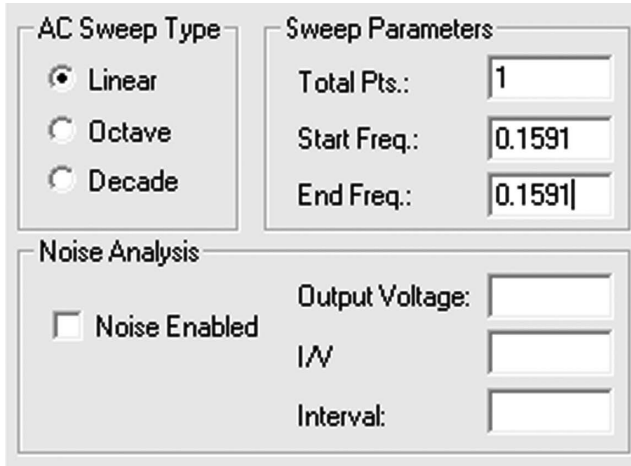 AC Sweep Type
Linear
Octave
Decade
Sweep Parameters
Total Pts.: 1
Start Freq.: 0.1591
End Freq.: 0.1591
Noise Analysis
Noise Enabled
Output Voltage:
I/V
Interval: